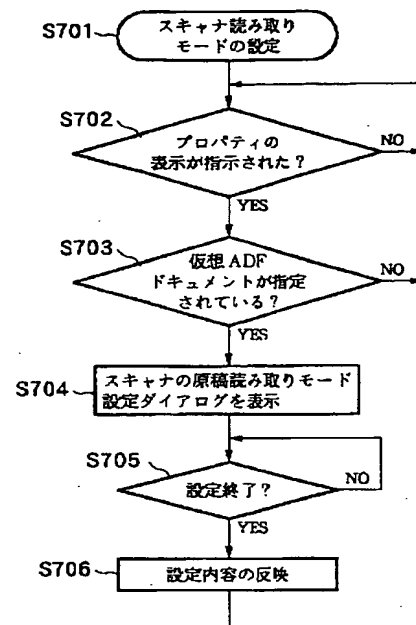 S701
スキャナ読み取り
モードの設定
S702
プロパティの
表示が指示された？
NO
YES
S703
仮想ADF
ドキュメントが指定
されている？
NO
YES
S704
スキャナの原稿読み取りモード
設定ダイアログを表示
S705
設定終了？
NO
YES
S706
設定内容の反映